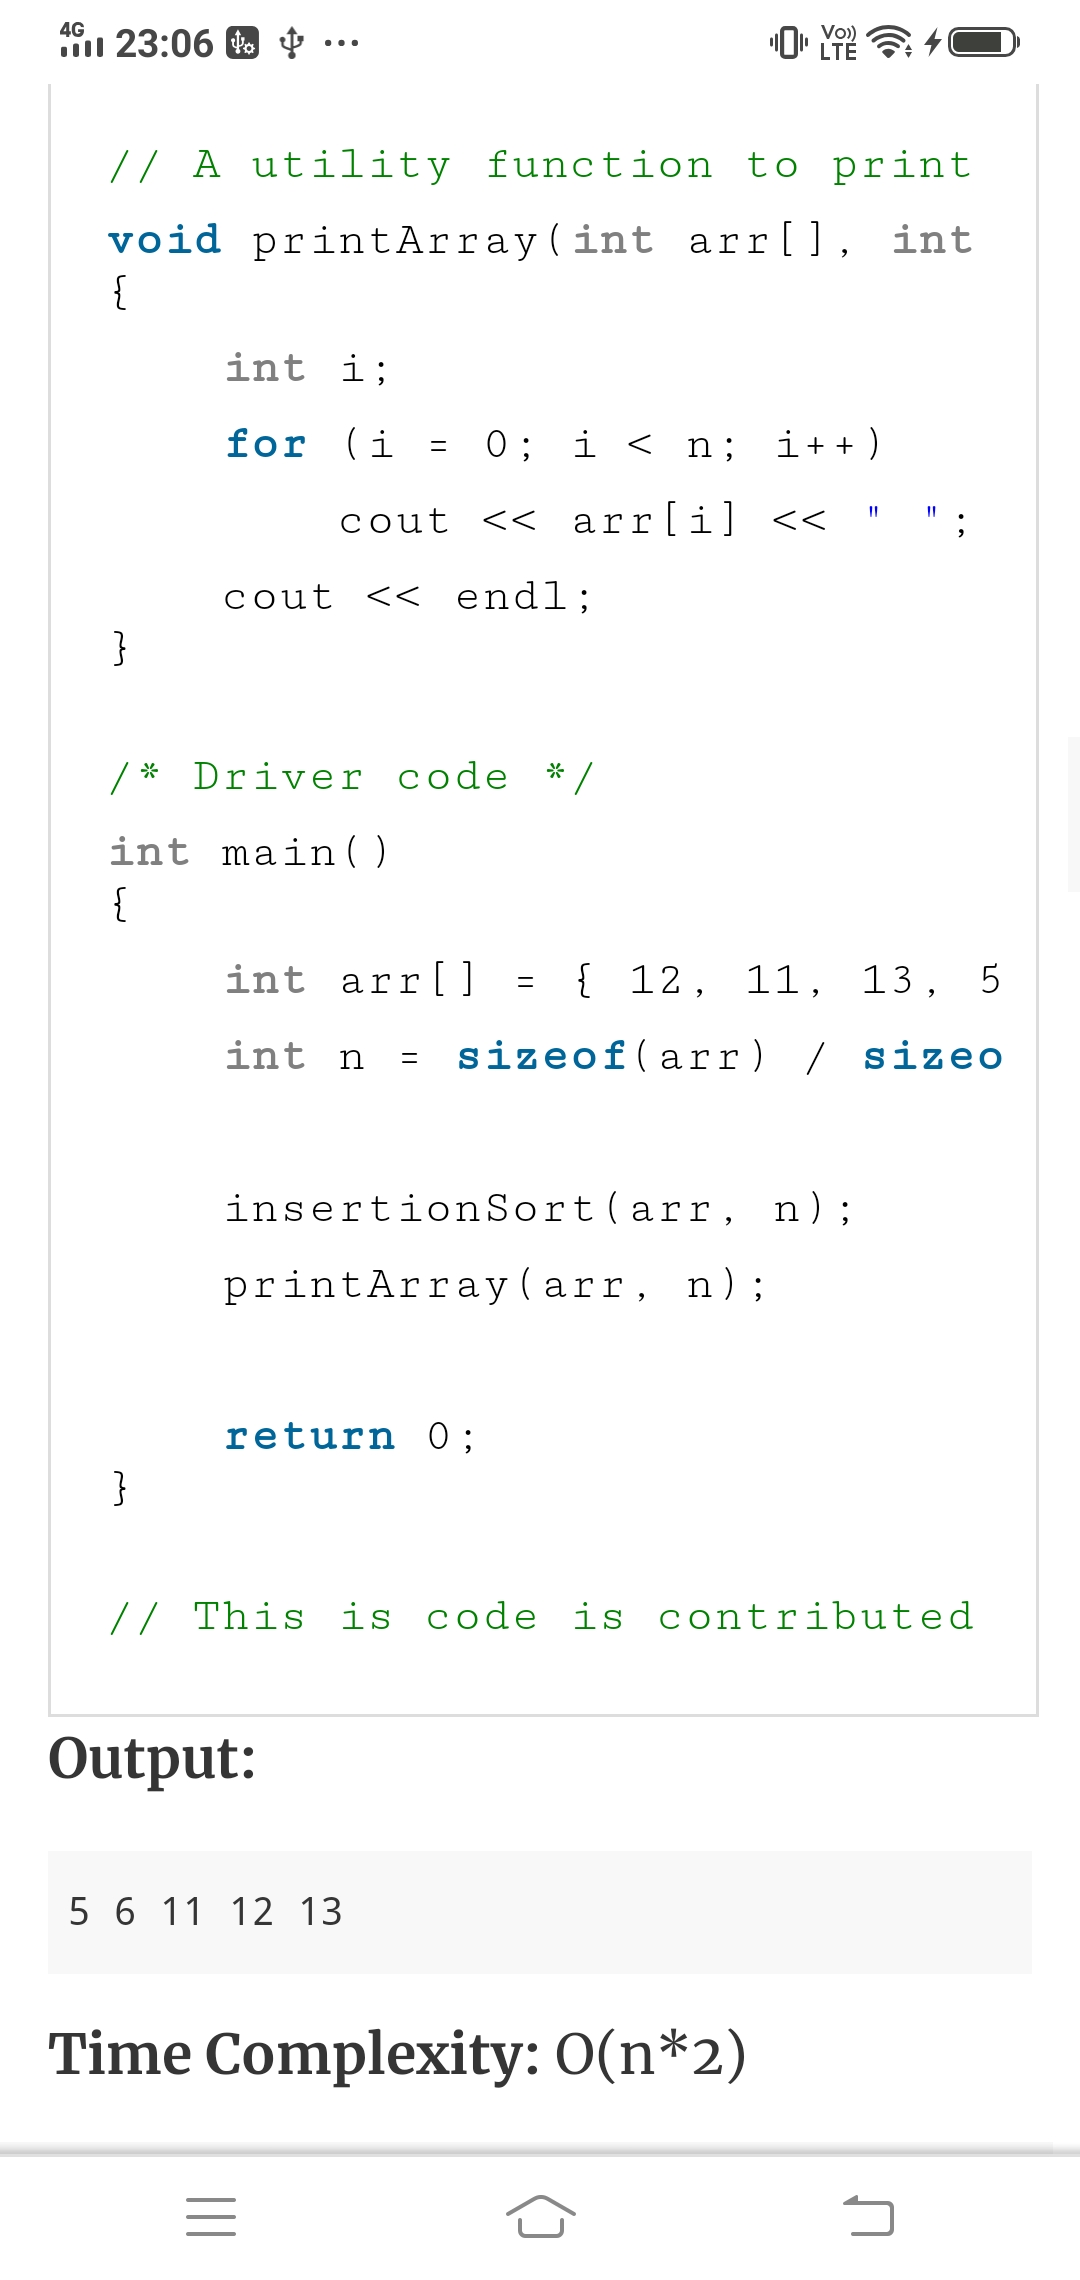 4G 23:06 Vo)) LTE
// A utility function to print
void printArray(int arr[], int
{
int i;
for (i = 0; i < n; i++)
cout << arr[i] << " ";
cout << endl;
}
/* Driver code */
int main()
{
int arr[] = { 12, 11, 13, 5
int n = sizeof(arr) / sizeo
insertionSort(arr, n);
printArray(arr, n);
return 0;
}
// This is code is contributed
Output:
5 6 11 12 13
Time Complexity: O(n*2)